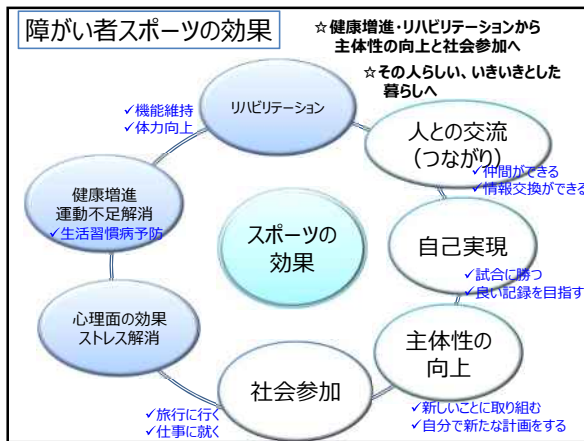 障がい者スポーツの効果
☆健康増進・リハビリテーションから
主体性の向上と社会参加へ
☆その人らしい、いきいきとした
暮らしへ
リハビリテーション
✓機能維持
✓体力向上
人との交流
(つながり)
✓仲間ができる
✓情報交換ができる
健康増進
運動不足解消
✓生活習慣病予防
スポーツの
効果
自己実現
✓試合に勝つ
✓良い記録を目指す
心理面の効果
ストレス解消
主体性の
向上
✓新しいことに取り組む
✓自分で新たな計画をする
社会参加
✓旅行に行く
✓仕事に就く